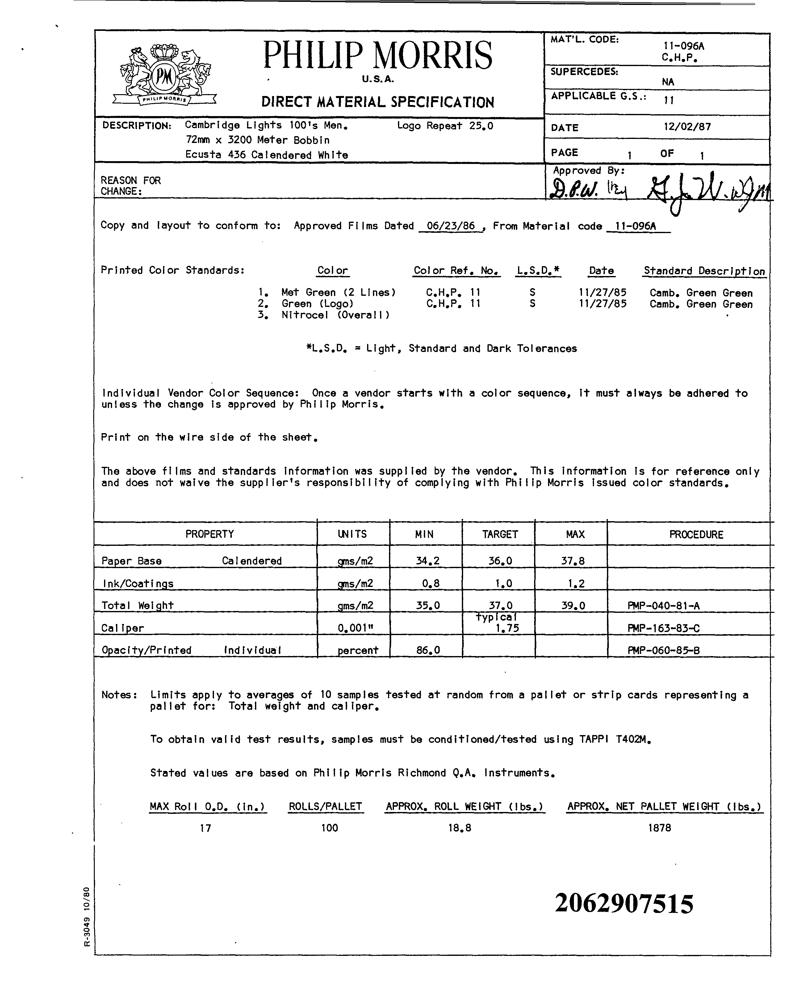 PHILIP MORRIS
U.S.A.
DIRECT MATERIAL SPECIFICATION
PM
PHILIP MORRIS
MAT'L. CODE: 11-096A
C.H.P.
SUPERCEDES: NA
APPLICABLE G.S.: 11
DESCRIPTION: Cambridge Lights 100's Men. Logo Repeat 25.0
72mm x 3200 Meter Bobbin
Ecusta 436 Calendered White
DATE 12/02/87
PAGE 1 OF 1
REASON FOR
CHANGE:
Approved By:
D.P.W.
Copy and layout to conform to: Approved Films Dated 06/23/86 , From Material code 11-096A
Printed Color Standards: Color Color Ref. No. L.S.D.* Date Standard Description
1. Met Green (2 Lines) C.H.P. 11 S 11/27/85 Camb. Green Green
2. Green (Logo) C.H.P. 11 S 11/27/85 Camb. Green Green
3. Nitrocel (Overall)
*L.S.D. = Light, Standard and Dark Tolerances
Individual Vendor Color Sequence: Once a vendor starts with a color sequence, it must always be adhered to
unless the change is approved by Philip Morris.
Print on the wire side of the sheet.
The above films and standards information was supplied by the vendor. This information is for reference only
and does not waive the supplier's responsibility of complying with Philip Morris issued color standards.
PROPERTY UNITS MIN TARGET MAX PROCEDURE
Paper Base Calendered gms/m2 34.2 36.0 37.8
Ink/Coatings gms/m2 0.8 1.0 1.2
Total Weight gms/m2 35.0 37.0 39.0 PMP-040-81-A
typical
Caliper 0.001" 1.75 PMP-163-83-C
Opacity/Printed Individual percent 86.0 PMP-060-85-B
Notes: Limits apply to averages of 10 samples tested at random from a pallet or strip cards representing a
pallet for: Total weight and caliper.
To obtain valid test results, samples must be conditioned/tested using TAPPI T402M.
Stated values are based on Philip Morris Richmond Q.A. Instruments.
MAX Roll O.D. (in.) ROLLS/PALLET APPROX. ROLL WEIGHT (lbs.) APPROX. NET PALLET WEIGHT (lbs.)
17 100 18.8 1878
2062907515
R-3049 10/80